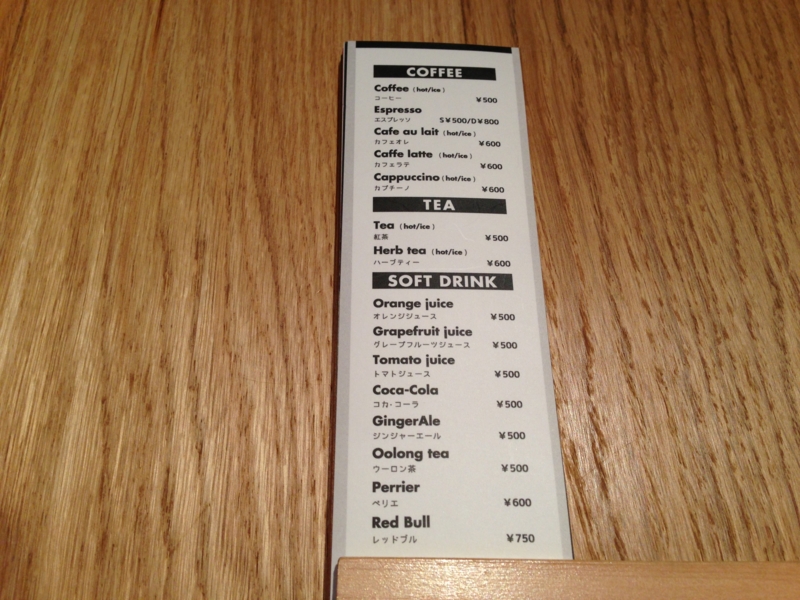 COFFEE
Coffee (hot/ice)
コーヒー ¥500
Espresso
エスプレッソ S¥500/D¥800
Cafe au lait (hot/ice)
カフェオレ ¥600
Caffe latte (hot/ice)
カフェラテ ¥600
Cappuccino (hot/ice)
カプチーノ ¥600
TEA
Tea (hot/ice)
紅茶 ¥500
Herb tea (hot/ice)
ハーブティー ¥600
SOFT DRINK
Orange juice
オレンジジュース ¥500
Grapefruit juice
グレープフルーツジュース ¥500
Tomato juice
トマトジュース ¥500
Coca-Cola
コカ·コーラ ¥500
GingerAle
ジンジャーエール ¥500
Oolong tea
ウーロン茶 ¥500
Perrier
ペリエ ¥600
Red Bull
レッドブル ¥750